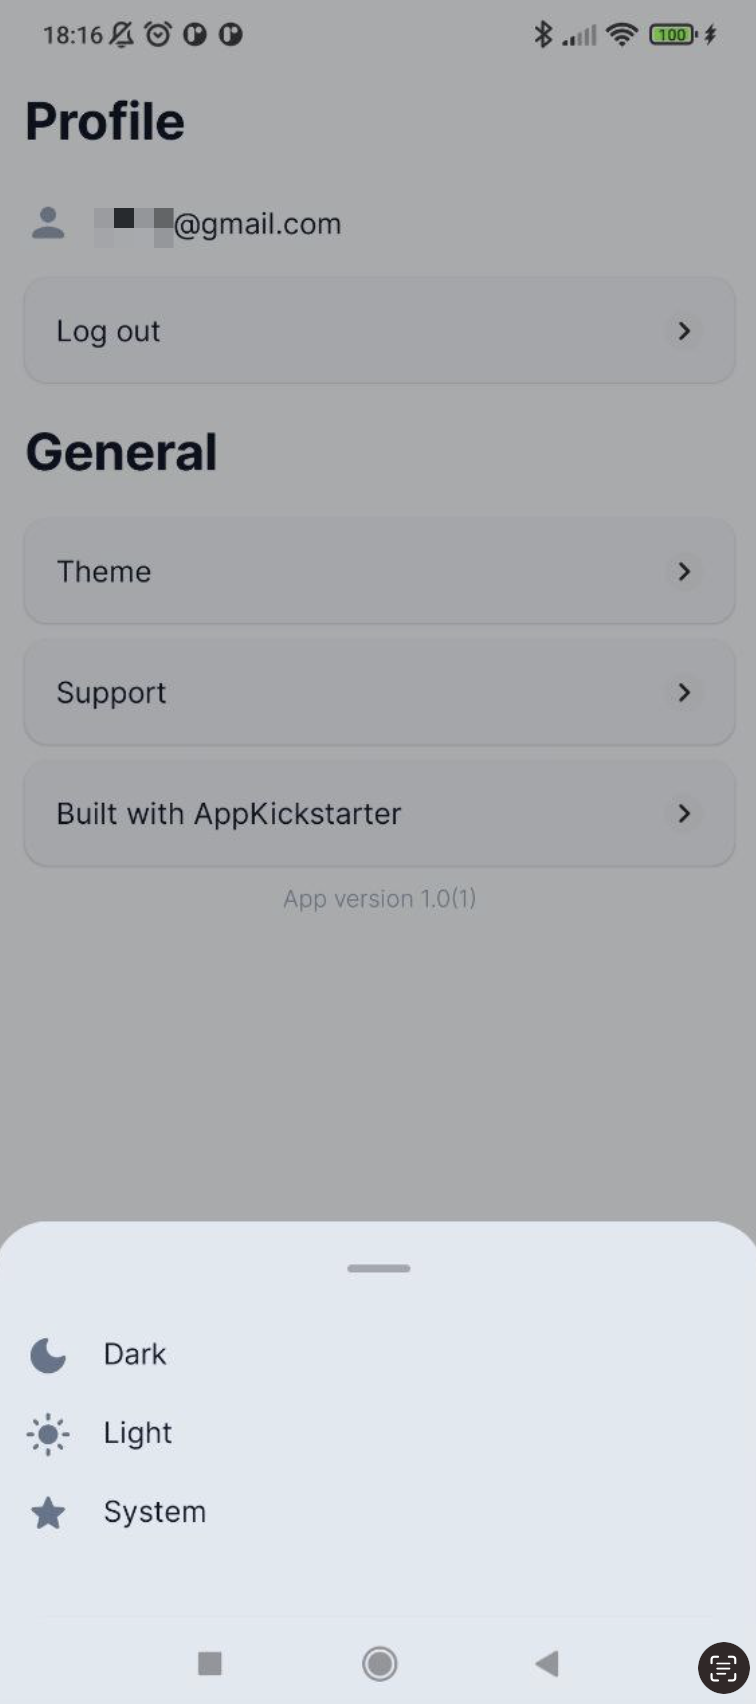 18:16
100
Profile
@gmail.com
Log out
General
Theme
Support
Built with AppKickstarter
App version 1.0(1)
Dark
Light
System